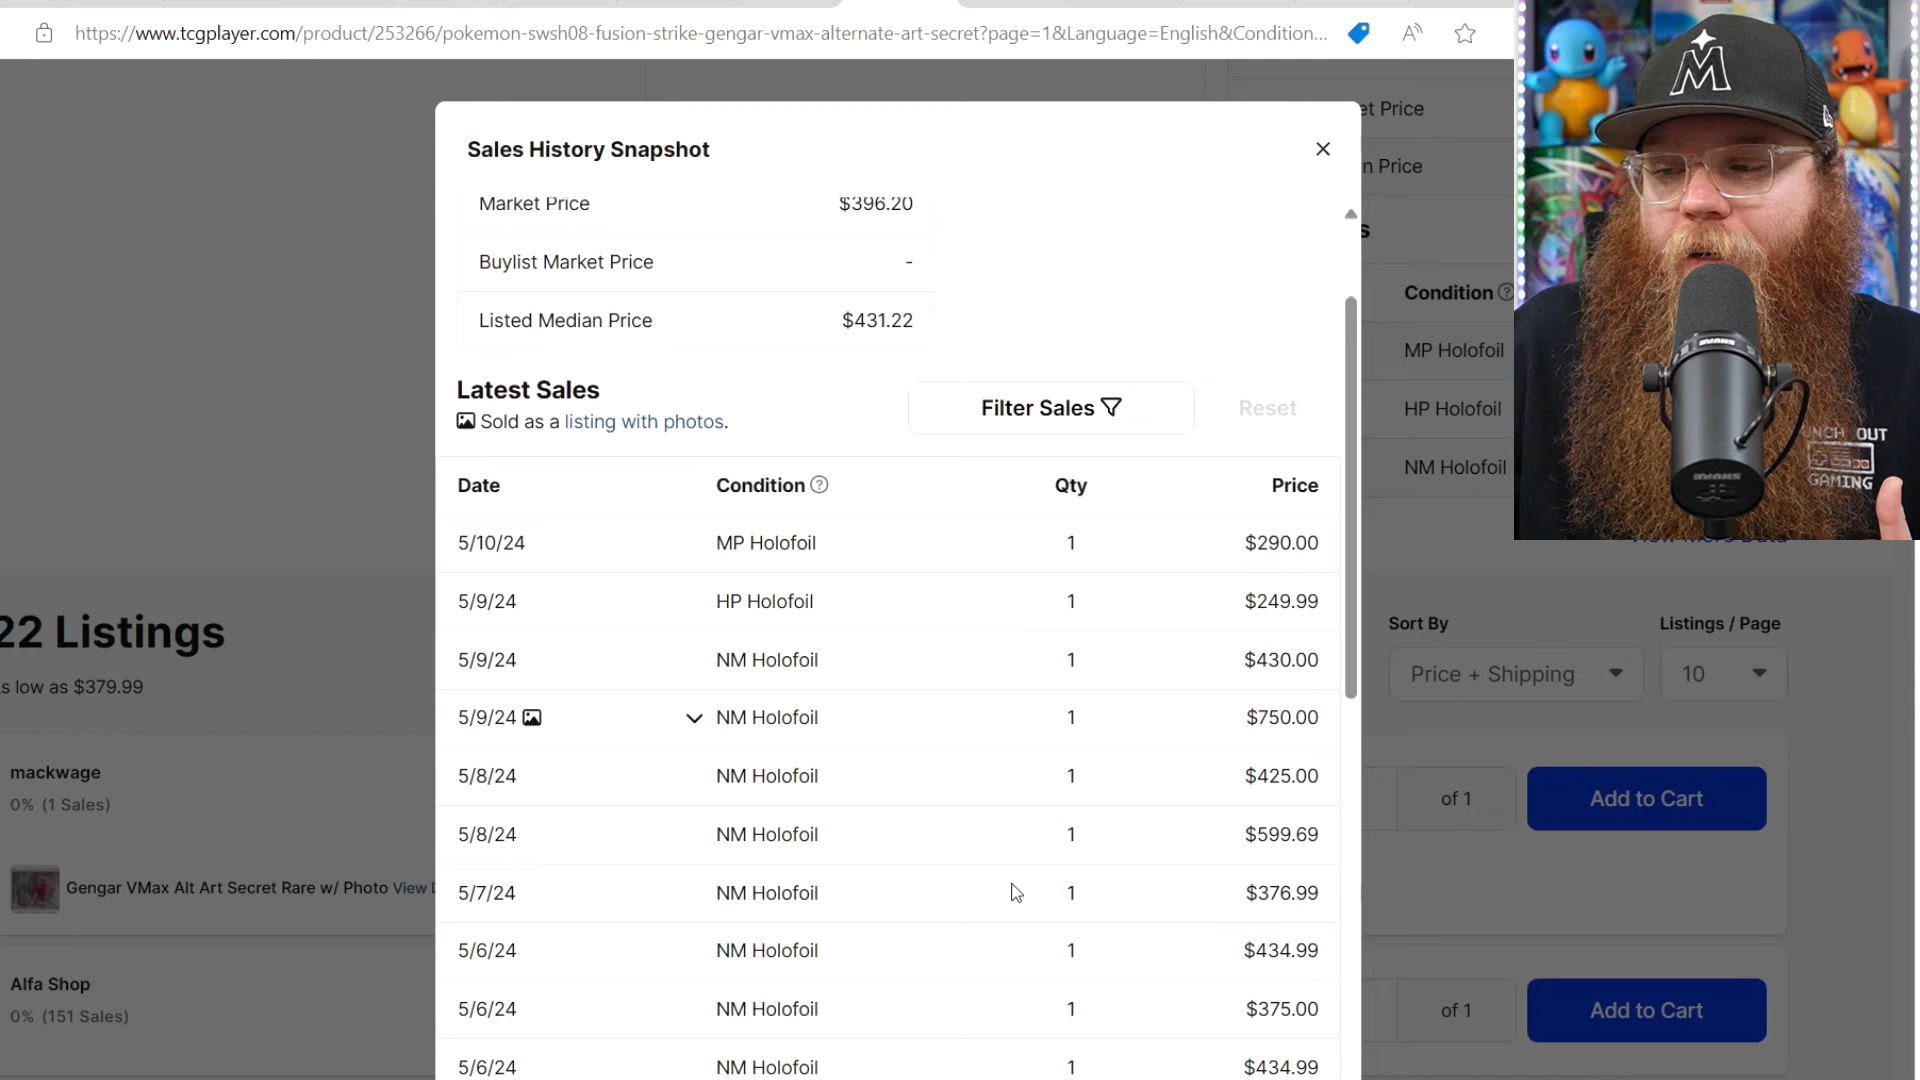 https://www.tcgplayer.com/product/253266/pokemon-swsh08-fusion-strike-gengar-vmax-alternate-art-secret?page=1&Language=English&Condition...
Sales History Snapshot
Market Price $396.20
Buylist Market Price -
Listed Median Price $431.22
Latest Sales
Sold as a listing with photos.
Filter Sales
Reset
Date Condition Qty Price
5/10/24 MP Holofoil 1 $290.00
5/9/24 HP Holofoil 1 $249.99
5/9/24 NM Holofoil 1 $430.00
5/9/24 NM Holofoil 1 $750.00
5/8/24 NM Holofoil 1 $425.00
5/8/24 NM Holofoil 1 $599.69
5/7/24 NM Holofoil 1 $376.99
5/6/24 NM Holofoil 1 $434.99
5/6/24 NM Holofoil 1 $375.00
5/6/24 NM Holofoil 1 $434.99
et Price
n Price
s
Condition
MP Holofoil
HP Holofoil
NM Holofoil
M
UNCH OUT
GAMING
SHURE
22 Listings
s low as $379.99
Sort By
Price + Shipping
Listings / Page
10
mackwage
0% (1 Sales)
Gengar VMax Alt Art Secret Rare w/ Photo View D
of 1
Add to Cart
Alfa Shop
0% (151 Sales)
of 1
Add to Cart